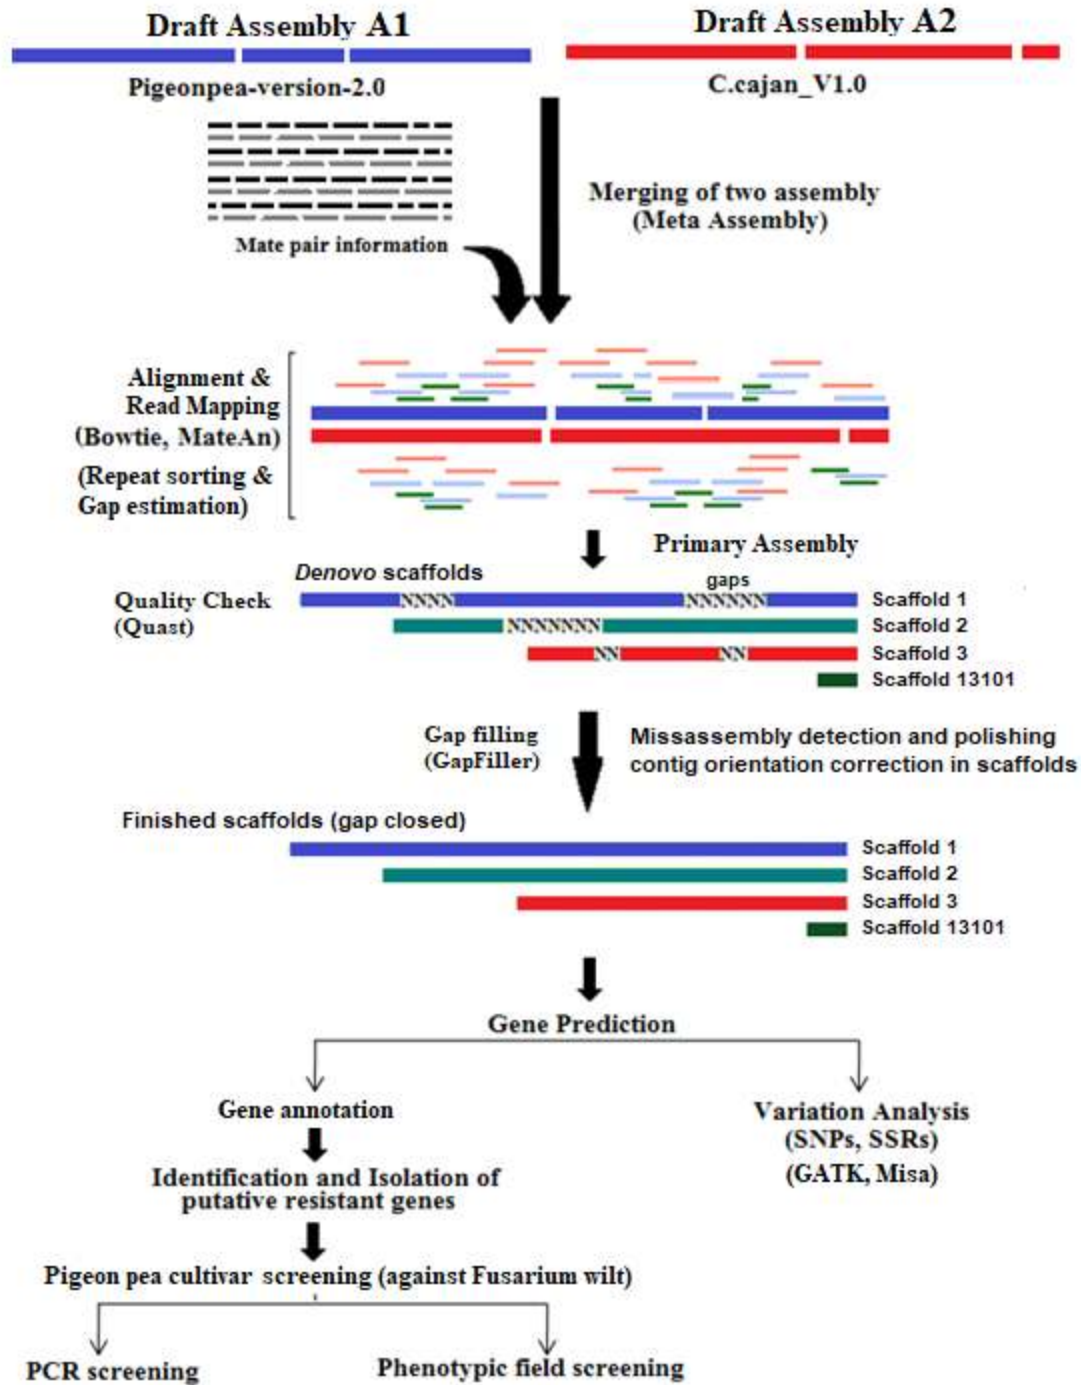 Draft Assembly A1
Draft Assembly A2
Pigeonpea-version-2.0
C.cajan_V1.0
Merging of two assembly
(Meta Assembly)
Mate pair information
Alignment &
Read Mapping
(Bowtie, MateAn)
(Repeat sorting &
Gap estimation)
Primary Assembly
Denovo scaffolds
gaps
Quality Check
(Quast)
NNNN
NNNNNN
Scaffold 1
NNNNNNN
Scaffold 2
NN
NN
Scaffold 3
Scaffold 13101
Gap filling
(GapFiller)
Missassembly detection and polishing
contig orientation correction in scaffolds
Finished scaffolds (gap closed)
Scaffold 1
Scaffold 2
Scaffold 3
Scaffold 13101
Gene Prediction
Gene annotation
Variation Analysis
(SNPs, SSRs)
(GATK, Misa)
Identification and Isolation of
putative resistant genes
Pigeon pea cultivar screening (against Fusarium wilt)
PCR screening
Phenotypic field screening